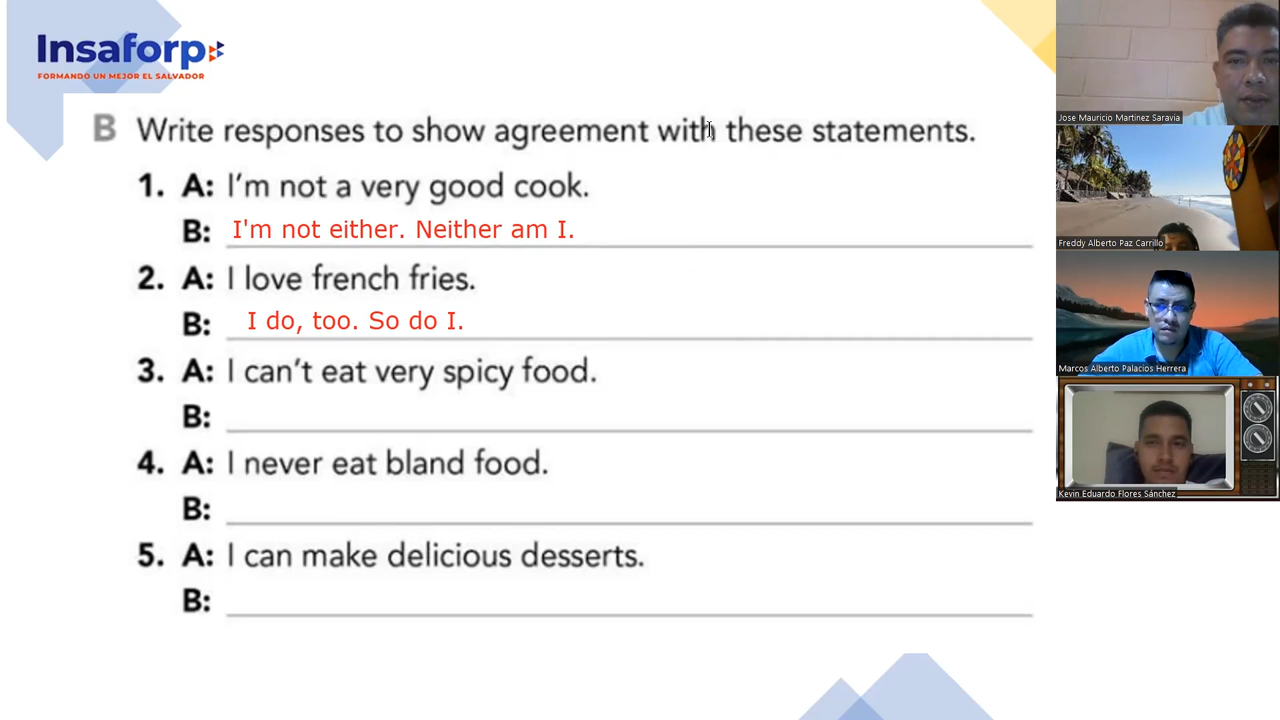 Insaforp
FORMANDO UN MEJOR EL SALVADOR
B Write responses to show agreement with these statements.
1. A: I'm not a very good cook.
B: I'm not either. Neither am I.
2. A: I love french fries.
B: I do, too. So do I.
3. A: I can't eat very spicy food.
B:
4. A: I never eat bland food.
B:
5. A: I can make delicious desserts.
B:
Jose Mauricio Martinez Saravia
Freddy Alberto Paz Carrillo
Marcos Alberto Palacios Herrera
Kevin Eduardo Flores Sánchez